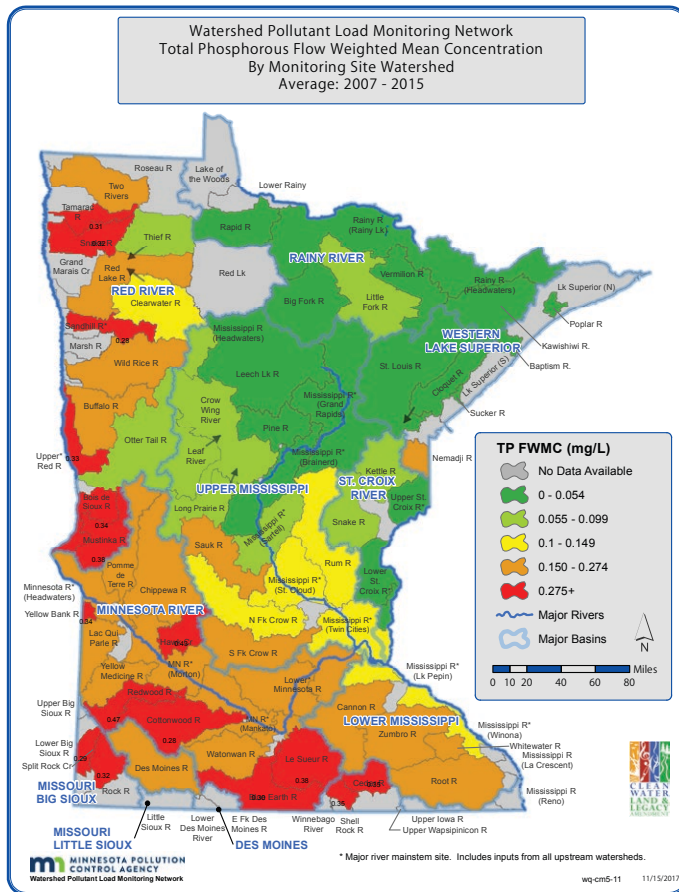 Watershed Pollutant Load Monitoring Network
Total Phosphorous Flow Weighted Mean Concentration
By Monitoring Site Watershed
Average: 2007 - 2015
Roseau R
Lake of
the Woods
Lower Rainy
Two
Rivers
Tamarac
R
0.31
0.32
Thief R
Rapid R
Rainy R
(Rainy Lk)
RAINY RIVER
Grand
Marais Cr
Red
Lake R
Red Lk
Vermilion R
Rainy R
(Headwaters)
Lk Superior (N)
RED RIVER
Clearwater R
Big Fork R
Little
Fork R
Poplar R
Sandhill R*
0.28
Marsh R
Mississippi R
(Headwaters)
WESTERN
LAKE SUPERIOR
Kawishiwi R.
Baptism R.
Wild Rice R
Leech Lk R
St. Louis R
Cloquet R
Lk Superior (S)
Buffalo R
Crow
Wing
River
Mississippi R*
(Grand
Rapids)
Sucker R
Pine R
Otter Tail R
Leaf
River
Mississippi R*
(Brainerd)
Nemadji R
Upper*
Red R
0.33
Kettle R
ST. CROIX
RIVER
UPPER MISSISSIPPI
Bois de
Sioux R
0.34
Long Prairie R
Mississippi R*
(Sartell)
Snake R
Upper St.
Croix R*
Mustinka R
0.38
Sauk R
Pomme
de
Terre R
Chippewa R
Rum R
Lower
St.
Croix R*
Minnesota R*
(Headwaters)
Mississippi R*
(St. Cloud)
Yellow Bank R
0.34
MINNESOTA RIVER
N Fk Crow R
Mississippi R*
(Twin Cities)
Lac Qui
Parle R
0.43
S Fk Crow R
Yellow
Medicine R
MN R*
(Morton)
Lower*
Minnesota R
Mississippi R*
(Lk Pepin)
Redwood R
Upper Big
Sioux R
0.47
Cottonwood R
0.28
MN R*
(Mankato)
Cannon R
LOWER MISSISSIPPI
Zumbro R
Mississippi R*
(Winona)
Whitewater R
Lower Big
Sioux R
0.29
Split Rock Cr
0.32
Watonwan R
Le Sueur R
0.38
Mississippi R
(La Crescent)
Des Moines R
Root R
MISSOURI
BIG SIOUX
Rock R
0.30
0.35
0.36
Mississippi R
(Reno)
MISSOURI
LITTLE SIOUX
Little
Sioux R
Lower
Des Moines
River
E Fk Des
Moines R
DES MOINES
Winnebago
River
Shell
Rock R
Upper Iowa R
Upper Wapsipinicon R
TP FWMC (mg/L)
No Data Available
0 - 0.054
0.055 - 0.099
0.1 - 0.149
0.150 - 0.274
0.275+
Major Rivers
Major Basins
N
0 10 20 40 60 80 Miles
CLEAN
WATER
LAND &
LEGACY
AMENDMENT
MINNESOTA POLLUTION
CONTROL AGENCY
Watershed Pollutant Load Monitoring Network
* Major river mainstem site. Includes inputs from all upstream watersheds.
wq-cm5-11 11/15/2017